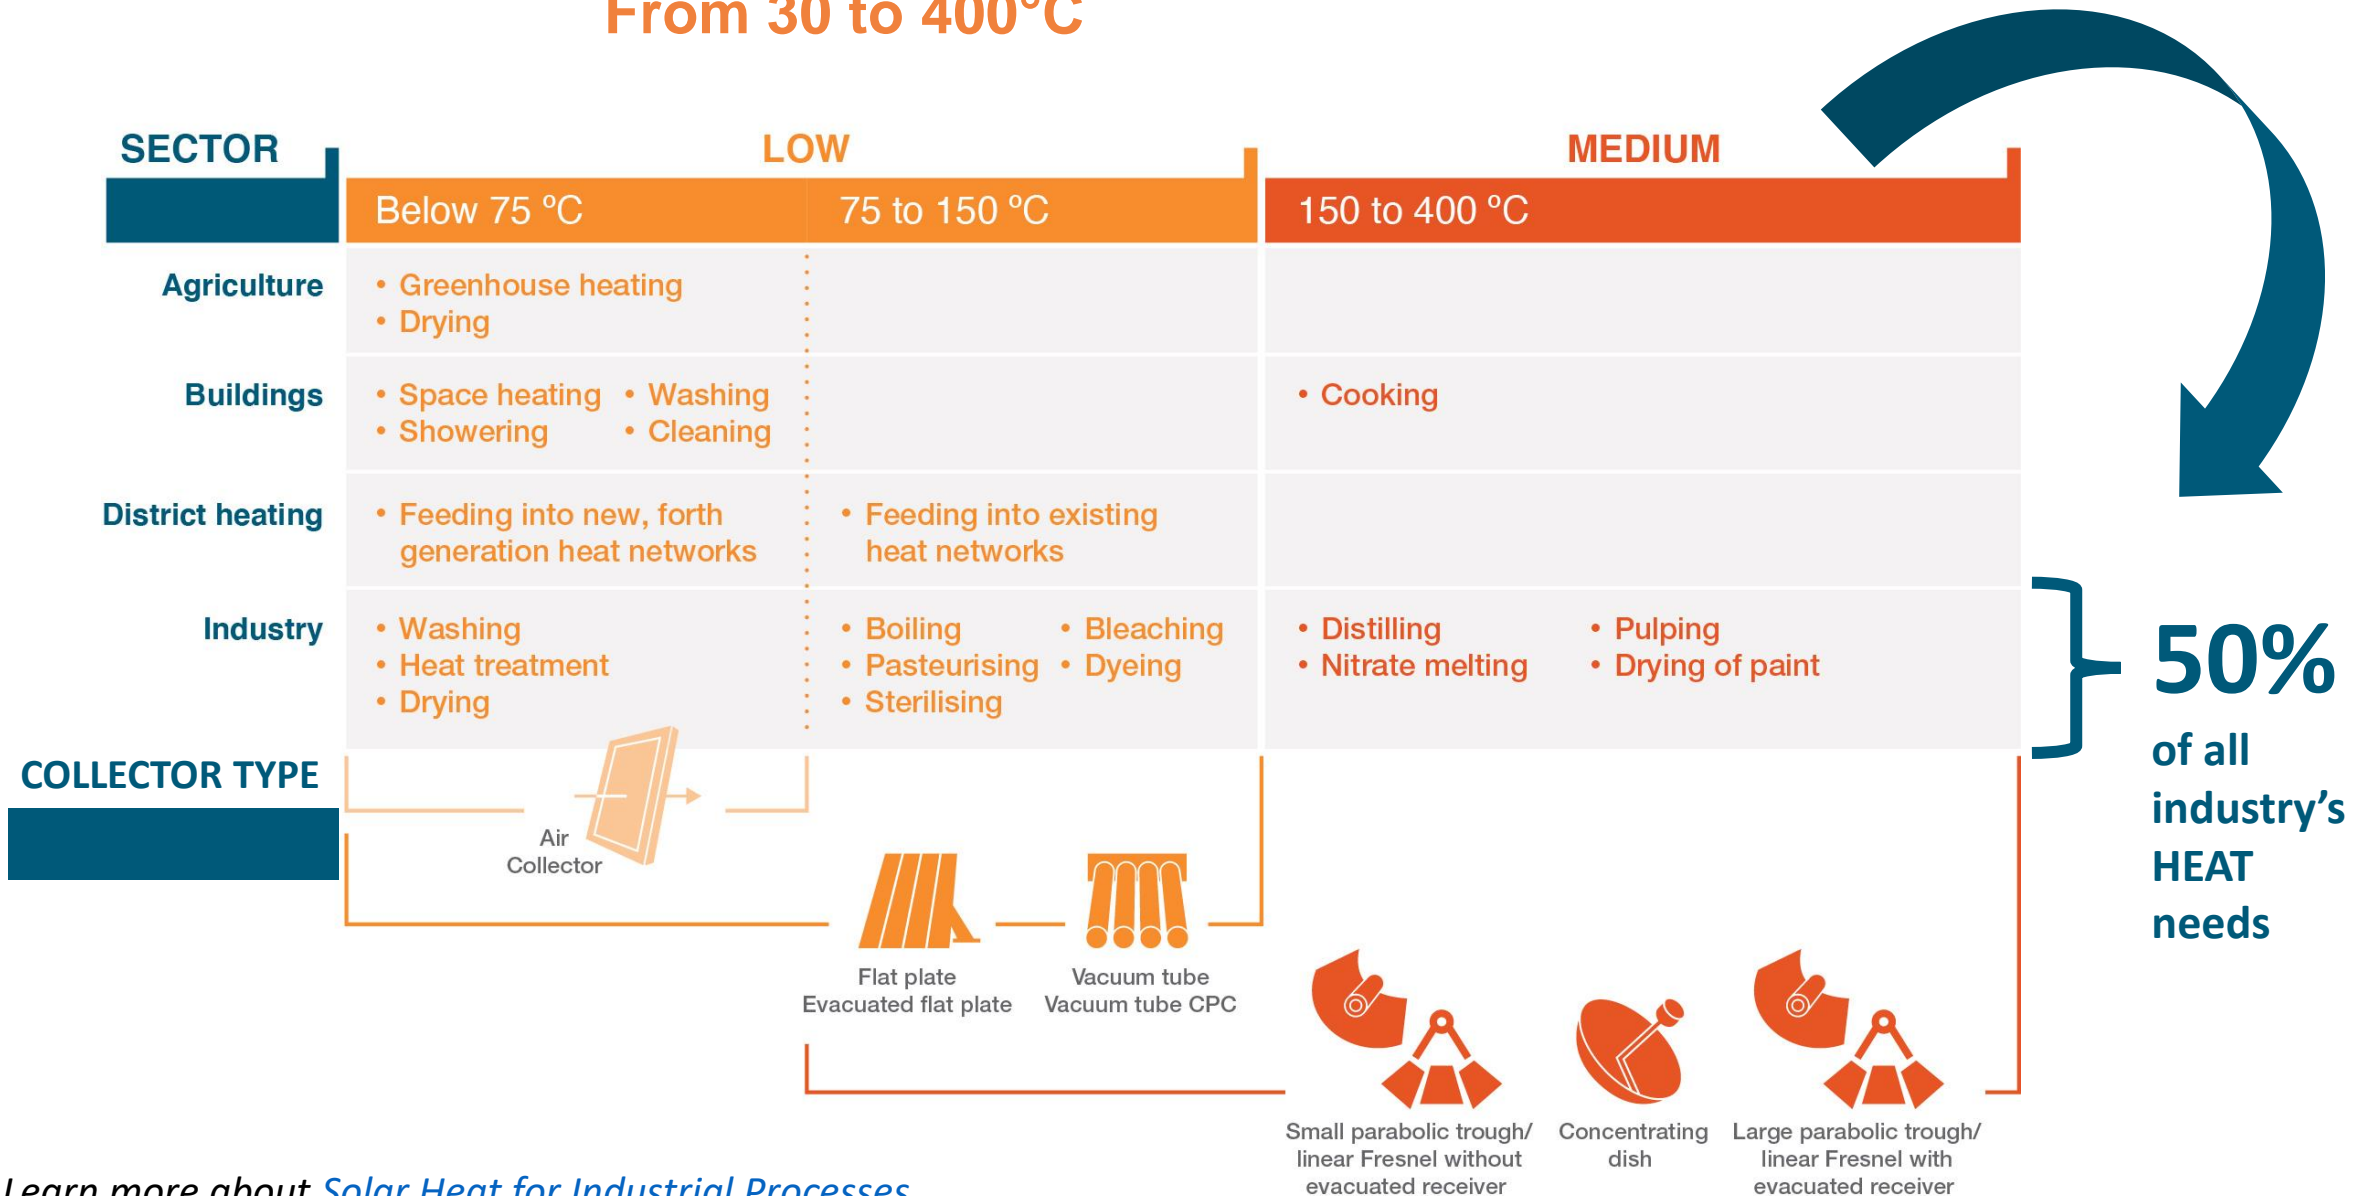 From 30 to 400°C
SECTOR
LOW
MEDIUM
Below 75 ºC
75 to 150 ºC
150 to 400 ºC
Agriculture
• Greenhouse heating
• Drying
Buildings
• Space heating • Washing
• Showering • Cleaning
• Cooking
District heating
• Feeding into new, forth
generation heat networks
• Feeding into existing
heat networks
Industry
• Washing
• Heat treatment
• Drying
• Boiling • Bleaching
• Pasteurising • Dyeing
• Sterilising
• Distilling • Pulping
• Nitrate melting • Drying of paint
50%
of all
industry’s
HEAT
needs
COLLECTOR TYPE
Air
Collector
Flat plate
Evacuated flat plate
Vacuum tube
Vacuum tube CPC
Small parabolic trough/
linear Fresnel without
evacuated receiver
Concentrating
dish
Large parabolic trough/
linear Fresnel with
evacuated receiver
Learn more about Solar Heat for Industrial Processes